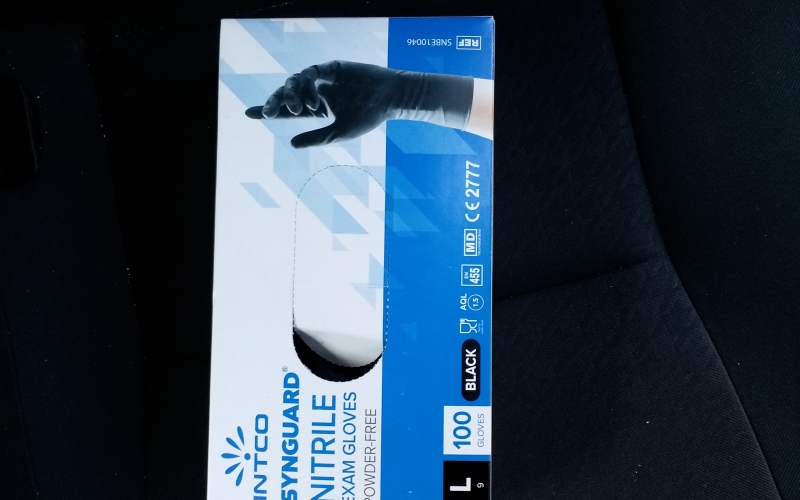 INTCO
SYNGUARD®
NITRILE
EXAM GLOVES
POWDER-FREE
L
9
100
GLOVES
BLACK
AQL
1.5
EN
455
MD
CE 2777
REF
SNBE10046